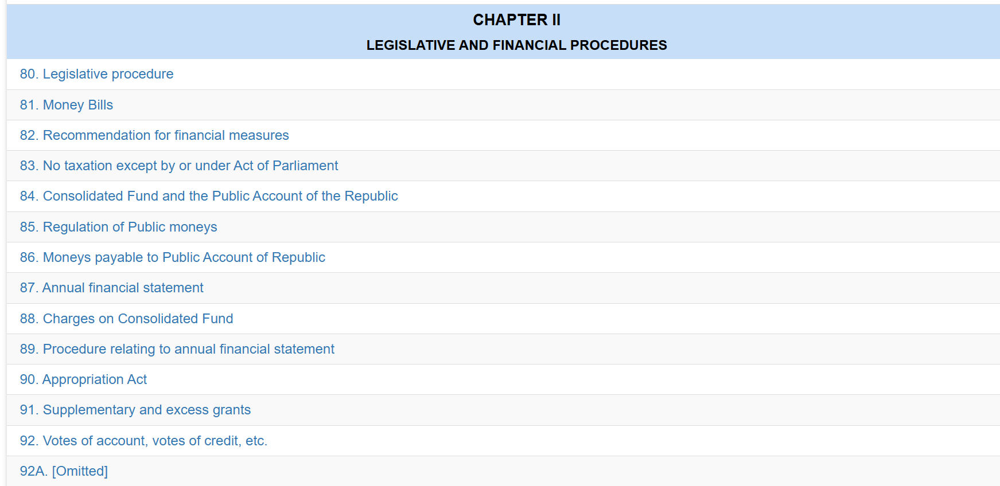 CHAPTER II
LEGISLATIVE AND FINANCIAL PROCEDURES
80. Legislative procedure
81. Money Bills
82. Recommendation for financial measures
83. No taxation except by or under Act of Parliament
84. Consolidated Fund and the Public Account of the Republic
85. Regulation of Public moneys
86. Moneys payable to Public Account of Republic
87. Annual financial statement
88. Charges on Consolidated Fund
89. Procedure relating to annual financial statement
90. Appropriation Act
91. Supplementary and excess grants
92. Votes of account, votes of credit, etc.
92A. [Omitted]